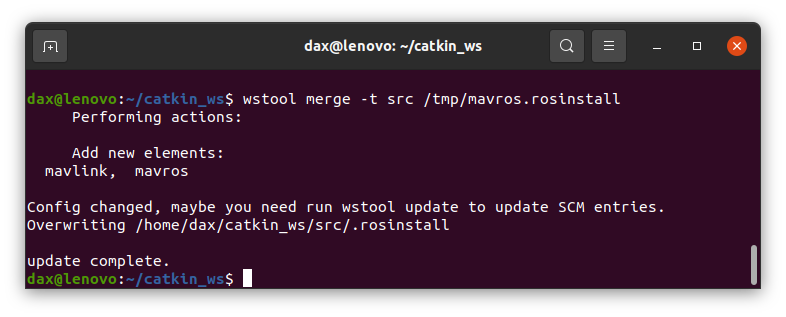 dax@lenovo: ~/catkin_ws
dax@lenovo:~/catkin_ws$ wstool merge -t src /tmp/mavros.rosinstall
     Performing actions:

     Add new elements:
  mavlink,  mavros

Config changed, maybe you need run wstool update to update SCM entries.
Overwriting /home/dax/catkin_ws/src/.rosinstall

update complete.
dax@lenovo:~/catkin_ws$